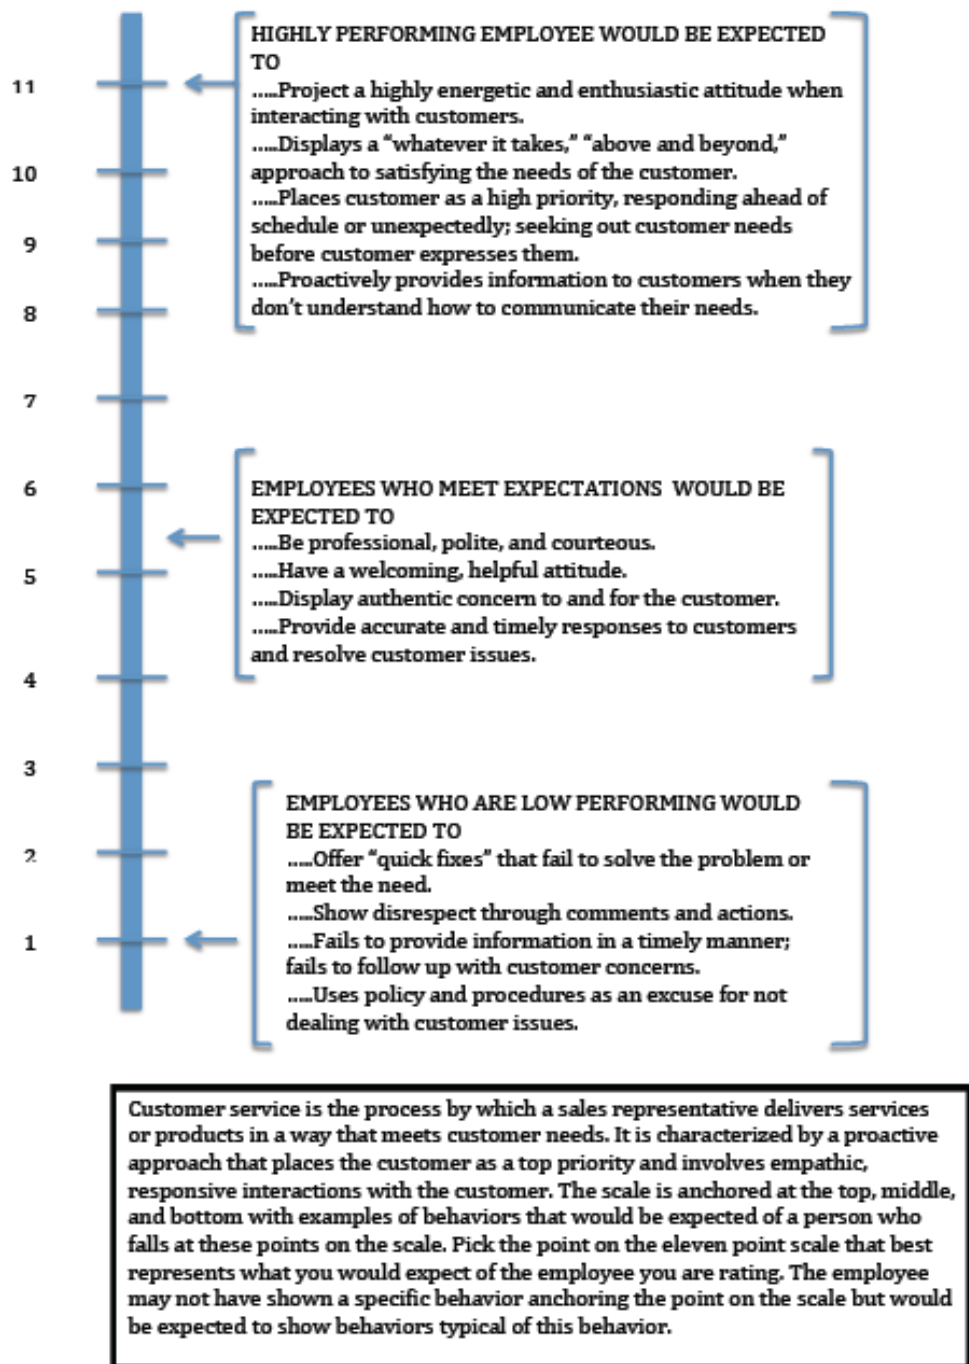 HIGHLY PERFORMING EMPLOYEE WOULD BE EXPECTED
TO
.....Project a highly energetic and enthusiastic attitude when
interacting with customers.
.....Displays a “whatever it takes,” “above and beyond,”
approach to satisfying the needs of the customer.
.....Places customer as a high priority, responding ahead of
schedule or unexpectedly; seeking out customer needs
before customer expresses them.
.....Proactively provides information to customers when they
don’t understand how to communicate their needs.
11
10
9
8
7
6
5
4
3
2
1
EMPLOYEES WHO MEET EXPECTATIONS WOULD BE
EXPECTED TO
.....Be professional, polite, and courteous.
.....Have a welcoming, helpful attitude.
.....Display authentic concern to and for the customer.
.....Provide accurate and timely responses to customers
and resolve customer issues.
EMPLOYEES WHO ARE LOW PERFORMING WOULD
BE EXPECTED TO
.....Offer “quick fixes” that fail to solve the problem or
meet the need.
.....Show disrespect through comments and actions.
.....Fails to provide information in a timely manner;
fails to follow up with customer concerns.
.....Uses policy and procedures as an excuse for not
dealing with customer issues.
Customer service is the process by which a sales representative delivers services
or products in a way that meets customer needs. It is characterized by a proactive
approach that places the customer as a top priority and involves empathic,
responsive interactions with the customer. The scale is anchored at the top, middle,
and bottom with examples of behaviors that would be expected of a person who
falls at these points on the scale. Pick the point on the eleven point scale that best
represents what you would expect of the employee you are rating. The employee
may not have shown a specific behavior anchoring the point on the scale but would
be expected to show behaviors typical of this behavior.